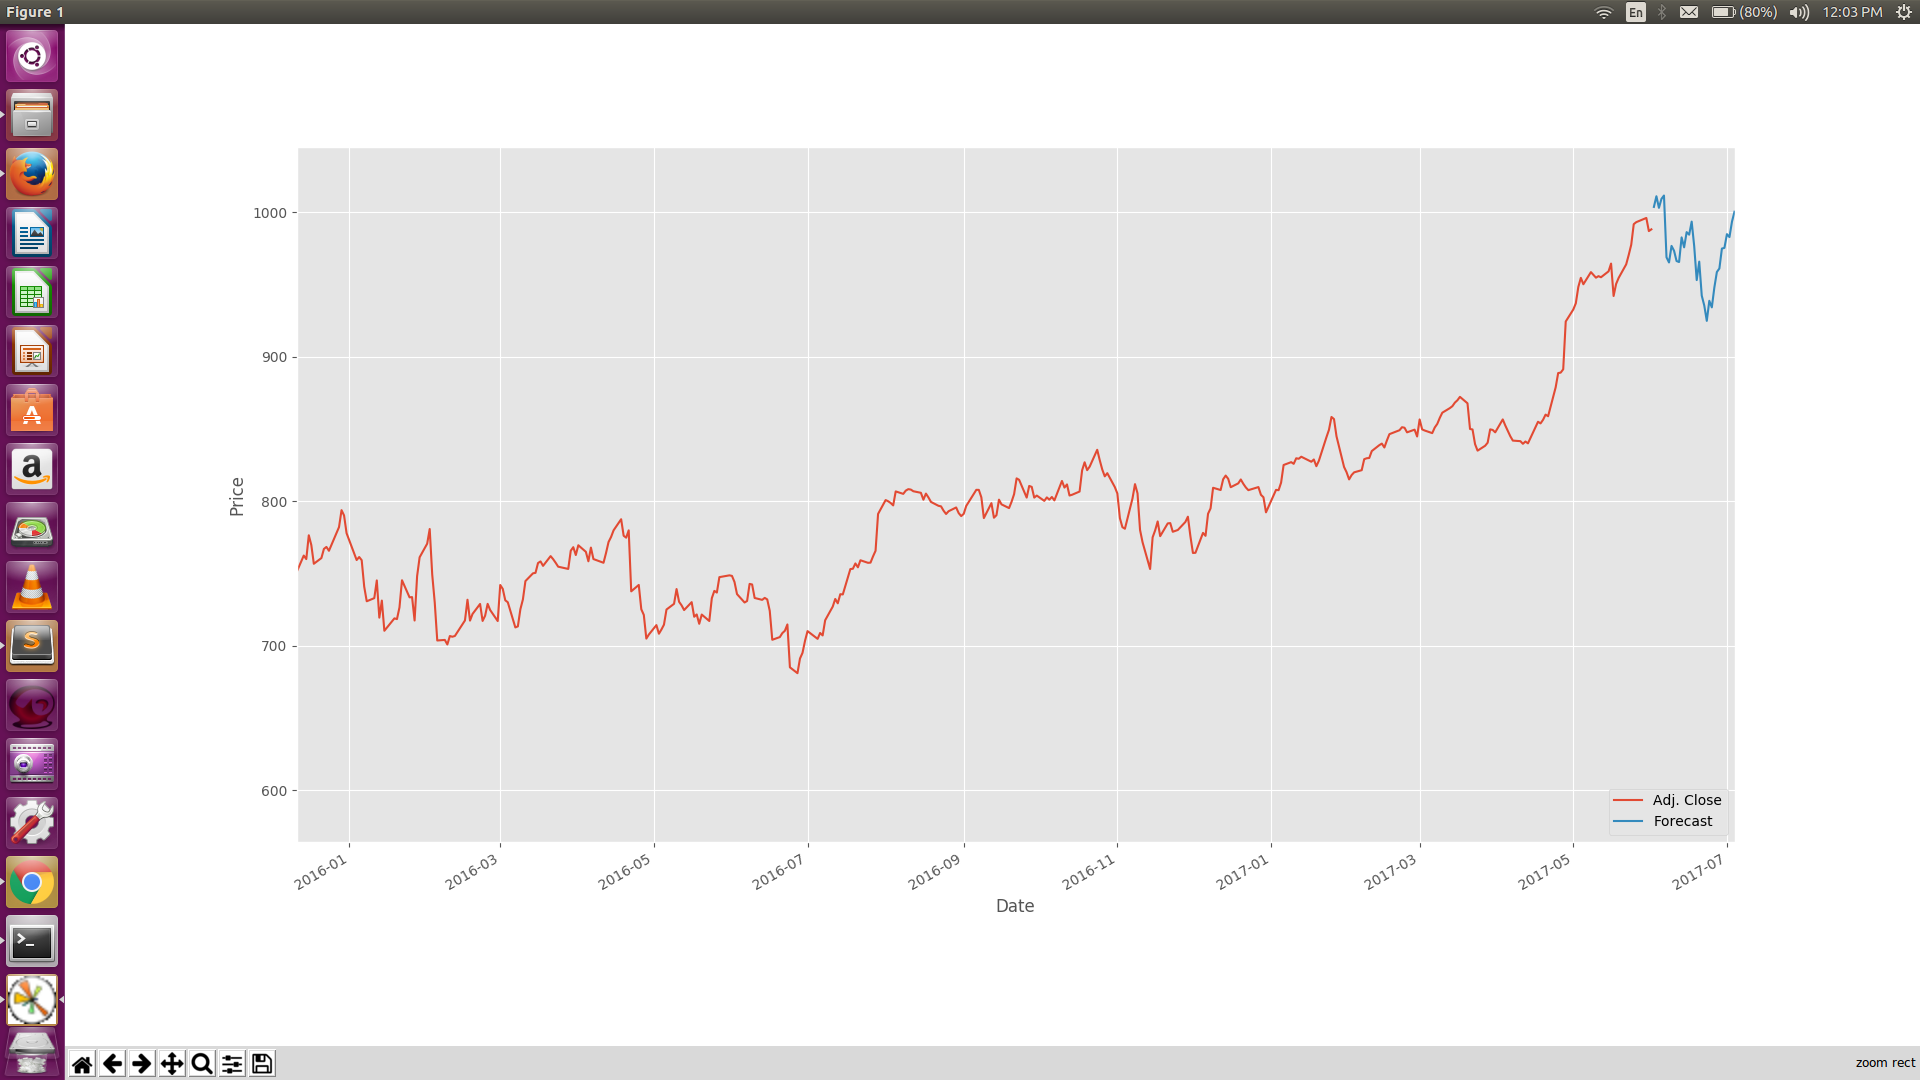 Figure 1
En
(80%)
12:03 PM
1000
900
800
700
600
Price
Adj. Close
Forecast
2016-01
2016-03
2016-05
2016-07
2016-09
2016-11
2017-01
2017-03
2017-05
2017-07
Date
zoom rect